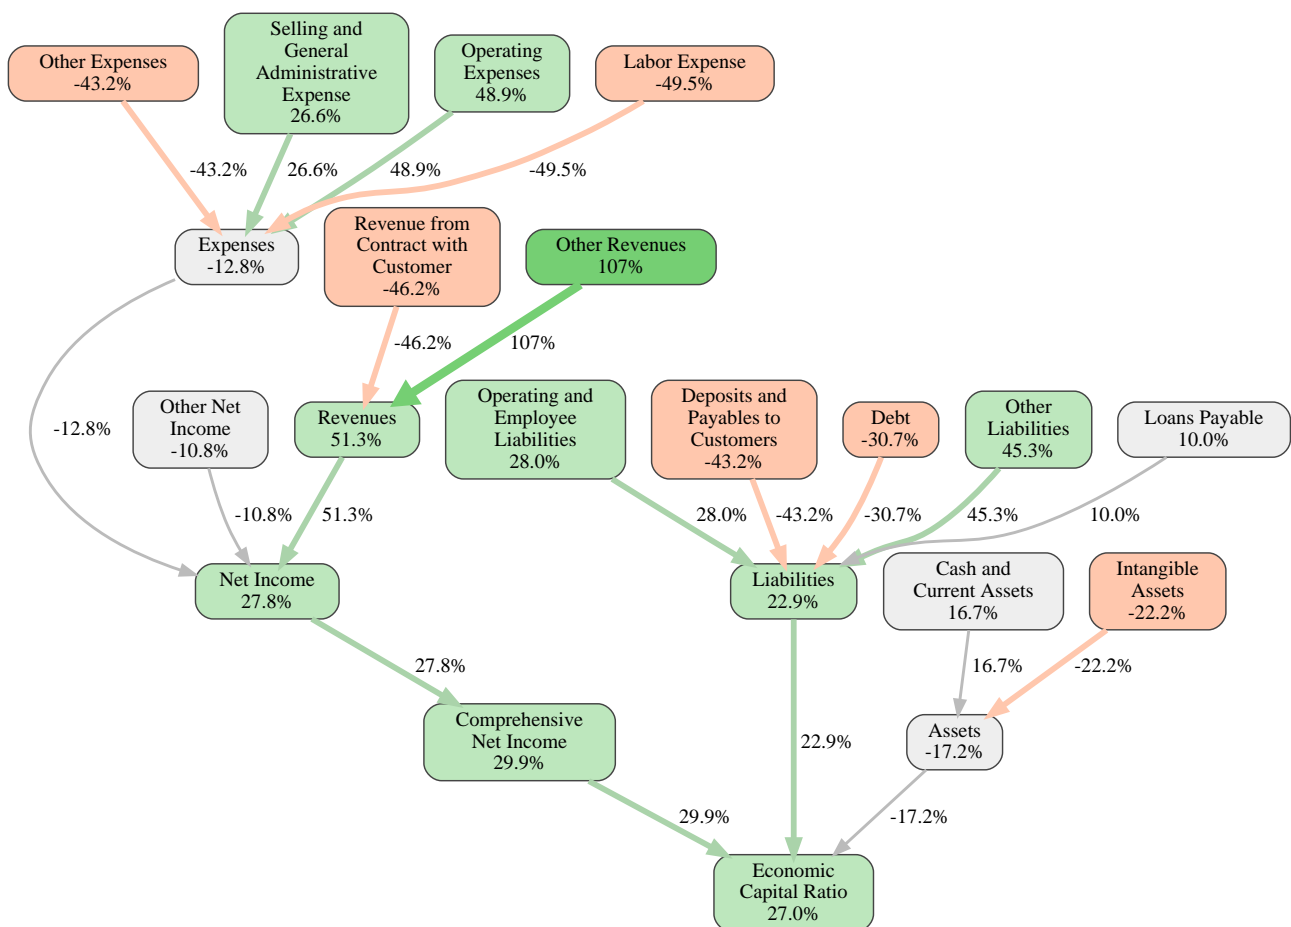 Other Expenses
-43.2%
Selling and
General
Administrative
Expense
26.6%
Operating
Expenses
48.9%
Labor Expense
-49.5%
-43.2%
26.6%
48.9%
-49.5%
Expenses
-12.8%
Revenue from
Contract with
Customer
-46.2%
Other Revenues
107%
-46.2%
107%
-12.8%
Other Net
Income
-10.8%
Revenues
51.3%
Operating and
Employee
Liabilities
28.0%
Deposits and
Payables to
Customers
-43.2%
Debt
-30.7%
Other
Liabilities
45.3%
Loans Payable
10.0%
-10.8%
51.3%
28.0%
-43.2%
-30.7%
45.3%
10.0%
Net Income
27.8%
Liabilities
22.9%
Cash and
Current Assets
16.7%
Intangible
Assets
-22.2%
27.8%
16.7%
-22.2%
Comprehensive
Net Income
29.9%
22.9%
Assets
-17.2%
29.9%
-17.2%
Economic
Capital Ratio
27.0%